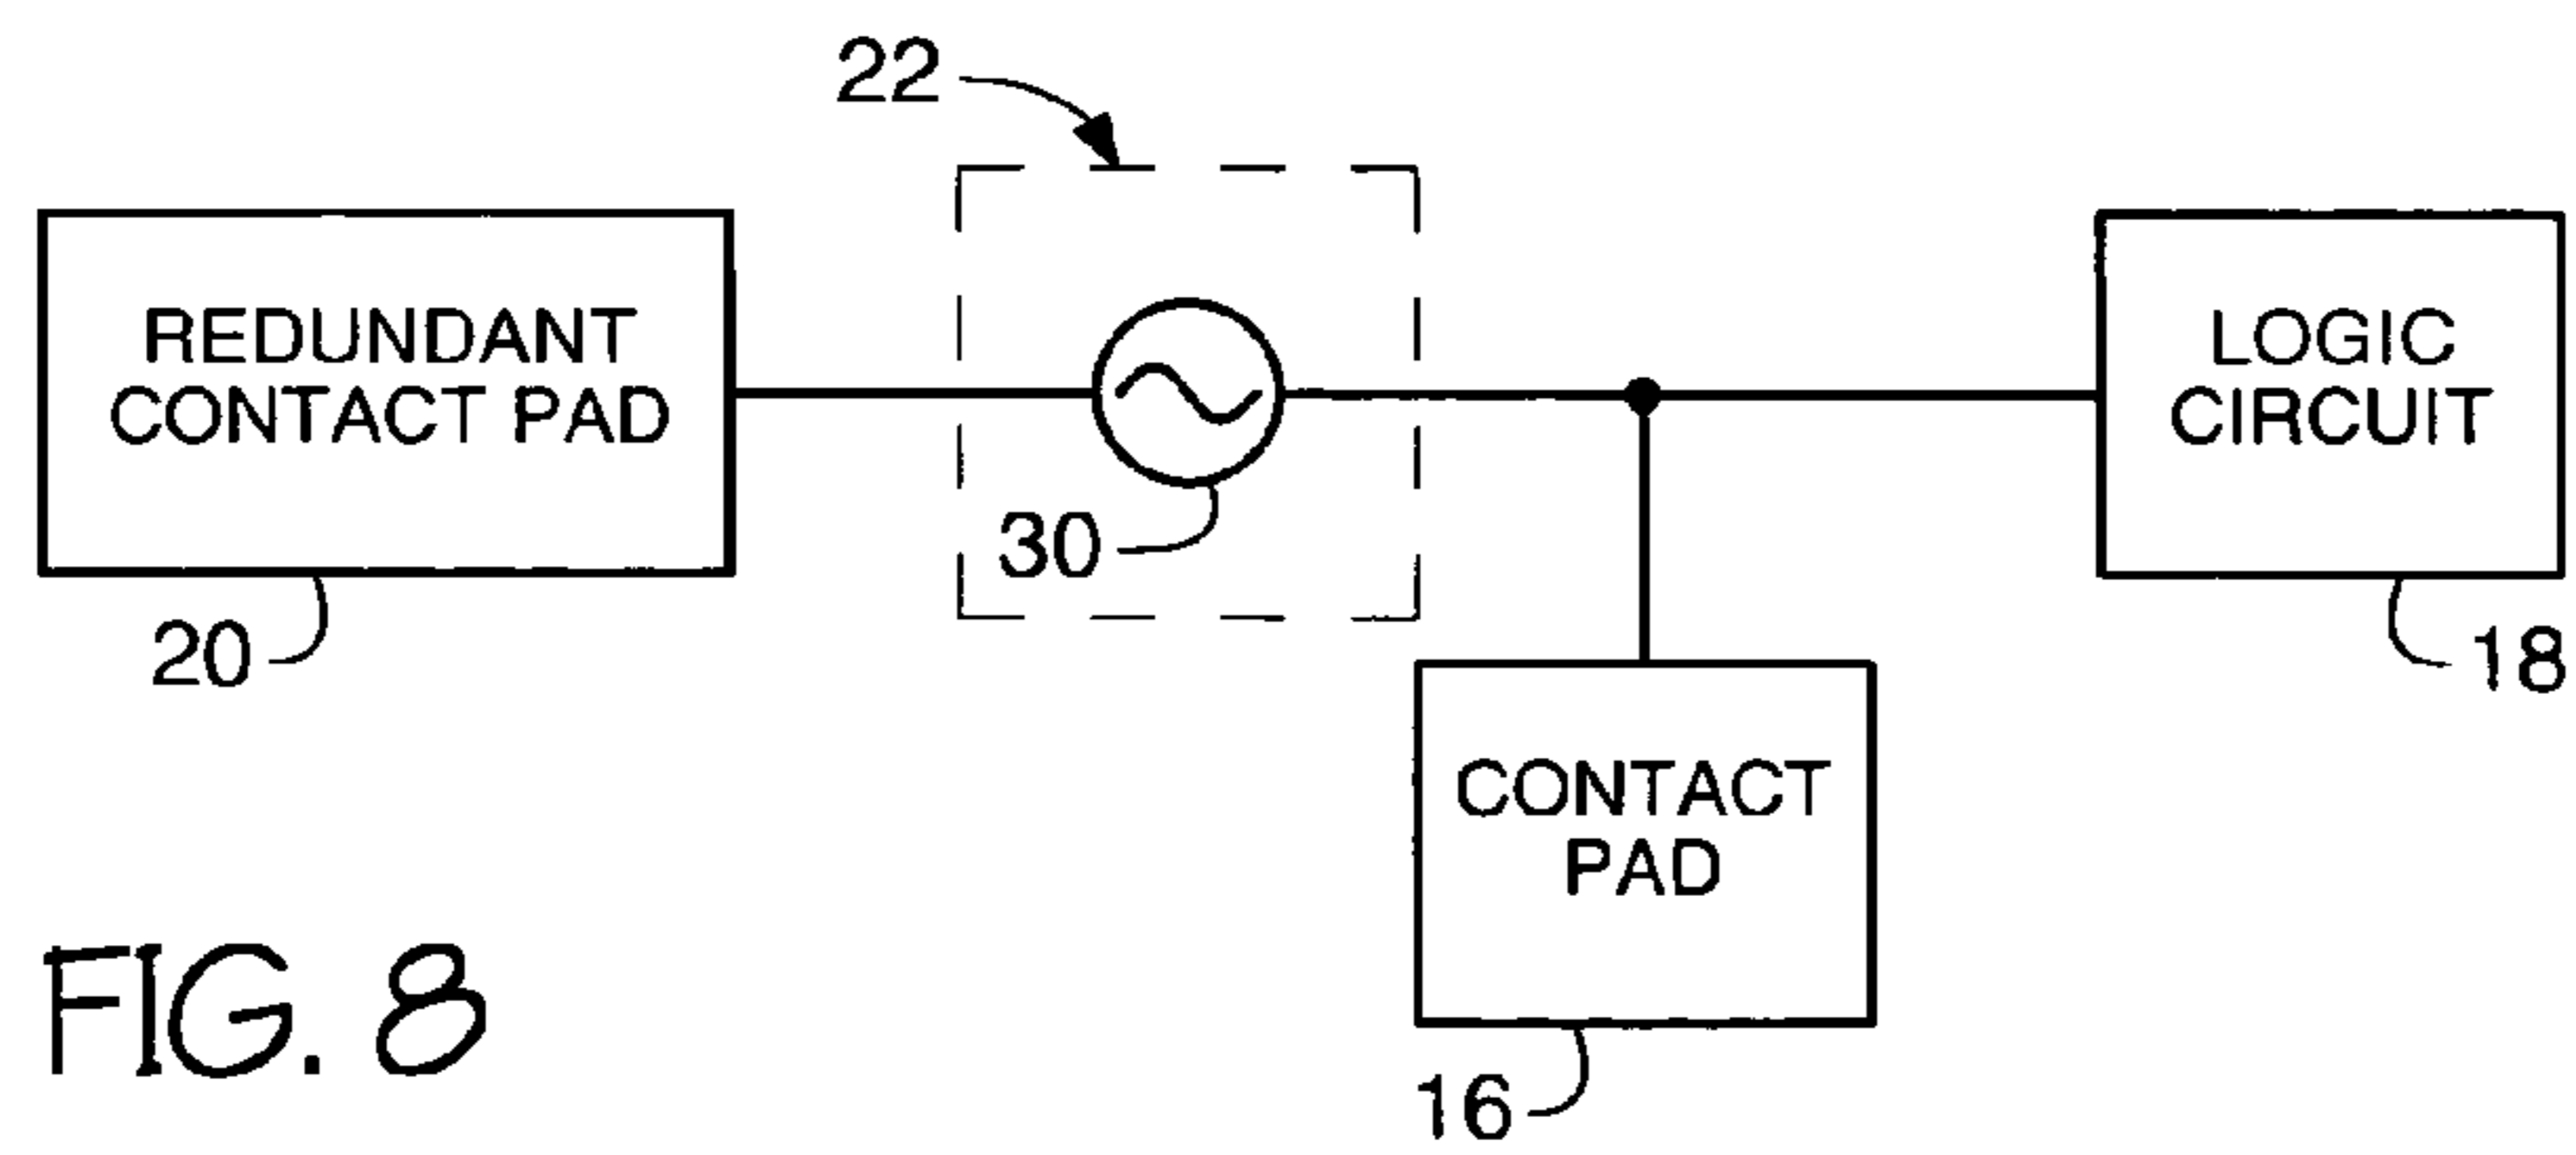 22
REDUNDANT
CONTACT PAD
LOGIC
CIRCUIT
30
20
18
CONTACT
PAD
16
FIG. 8